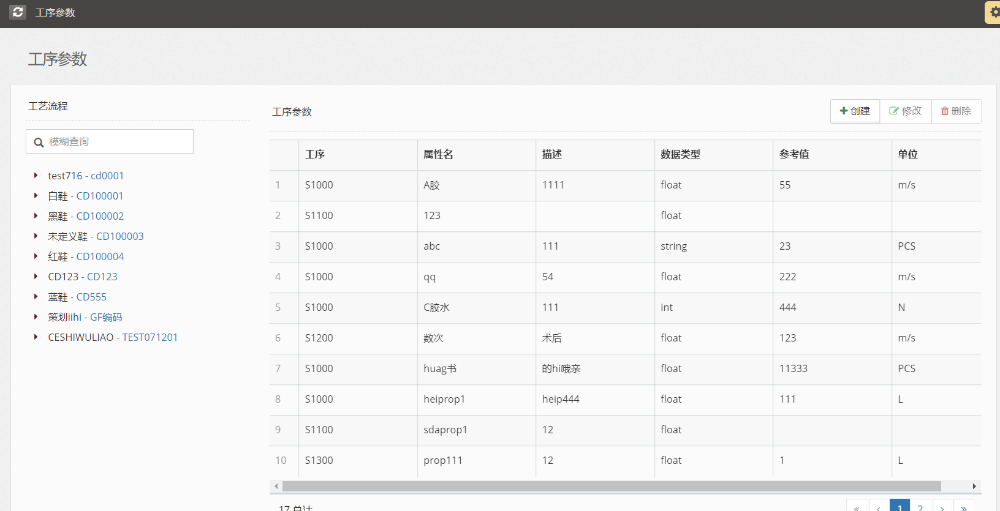 工序参数
工序参数
工艺流程
模糊查询
test716 - cd0001
白鞋 - CD100001
黑鞋 - CD100002
未定义鞋 - CD100003
红鞋 - CD100004
CD123 - CD123
蓝鞋 - CD555
策划iihi - GF编码
CESHIWULIAO - TEST071201
工序参数
创建 修改 删除
工序 属性名 描述 数据类型 参考值 单位
1 S1000 A胶 1111 float 55 m/s
2 S1100 123 float
3 S1000 abc 111 string 23 PCS
4 S1000 qq 54 float 222 m/s
5 S1000 C胶水 111 int 444 N
6 S1200 数次 术后 float 123 m/s
7 S1000 huag书 的hi哦亲 float 11333 PCS
8 S1000 heiprop1 heip444 float 111 L
9 S1100 sdaprop1 12 float
10 S1300 prop111 12 float 1 L
17 总计
« ‹ 1 2 › »